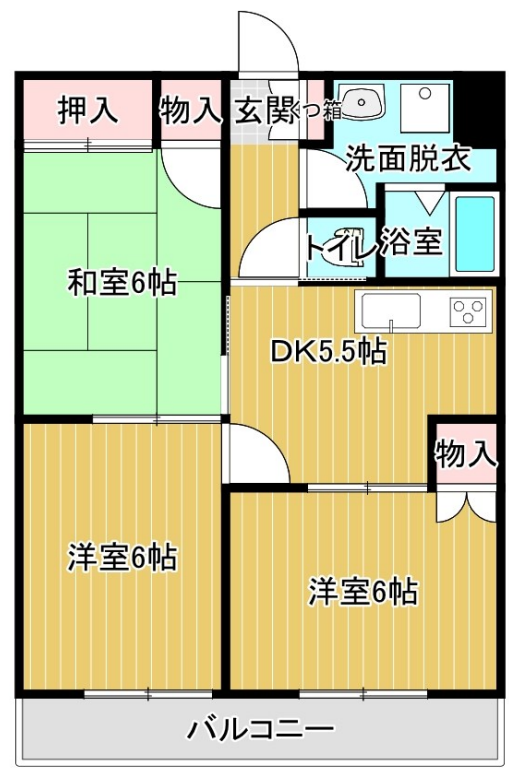 押入
物入
玄関
くつ箱
洗面脱衣
トイレ
浴室
和室6帖
DK5.5帖
物入
洋室6帖
洋室6帖
バルコニー